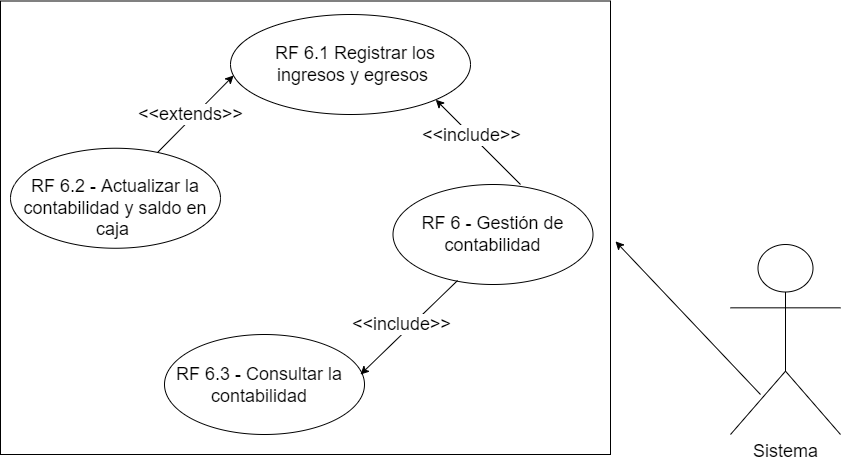 RF 6.1 Registrar los
ingresos y egresos
<<extends>>
<<include>>
RF 6.2 - Actualizar la
contabilidad y saldo en
caja
RF 6 - Gestión de
contabilidad
<<include>>
RF 6.3 - Consultar la
contabilidad
Sistema